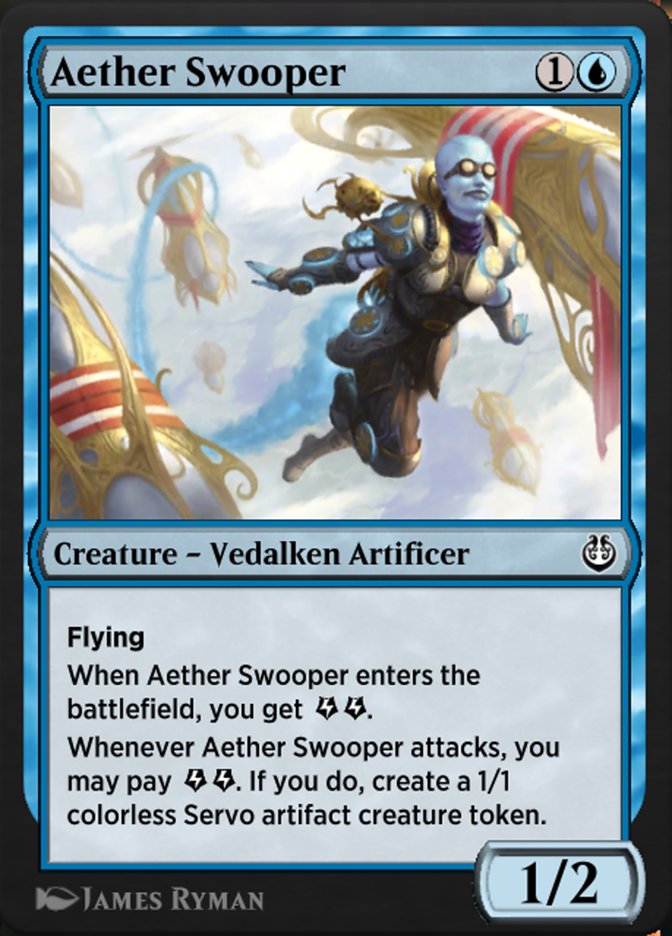 Aether Swooper 1
Creature – Vedalken Artificer
Flying
When Aether Swooper enters the
battlefield, you get .
Whenever Aether Swooper attacks, you
may pay . If you do, create a 1/1
colorless Servo artifact creature token.
1/2
James Ryman